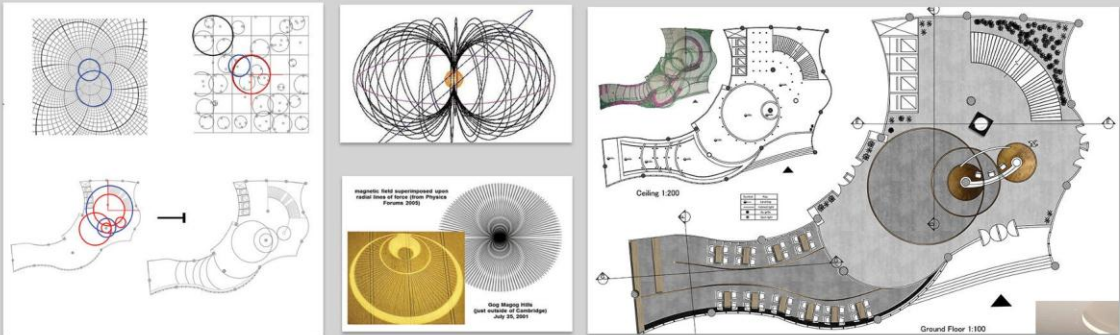 magnetic field superimposed upon
radial lines of force (from Physics
Forums 2005)
Gog Magog Hills
(just outside of Cambridge)
July 25, 2001
Ceiling 1:200
Ground Floor 1:100